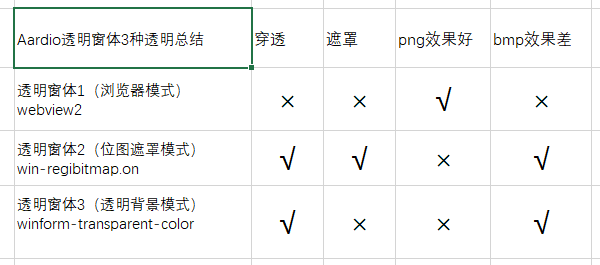 Aardio透明窗体3种透明总结 穿透 遮罩 png效果好 bmp效果差
透明窗体1（浏览器模式）
webview2 × × √ ×
透明窗体2（位图遮罩模式）
win-regibitmap.on √ √ × √
透明窗体3（透明背景模式）
winform-transparent-color √ × × √